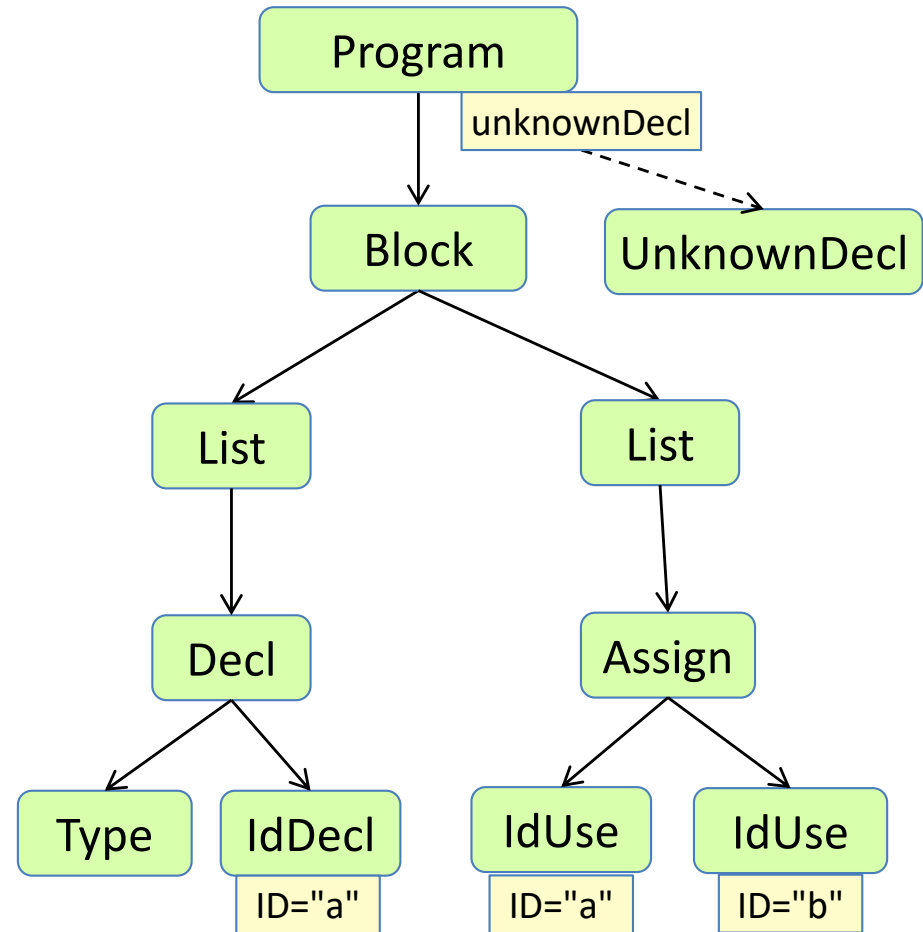 Program
unknownDecl
Block
UnknownDecl
List
List
Decl
Assign
Type
IdDecl
IdUse
IdUse
ID="a"
ID="a"
ID="b"